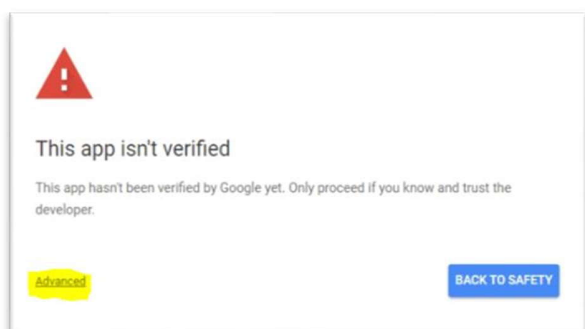 This app isn't verified
This app hasn't been verified by Google yet. Only proceed if you know and trust the
developer.
Advanced
BACK TO SAFETY